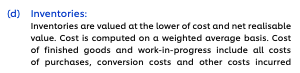 (d) Inventories:
Inventories are valued at the lower of cost and net realisable
value. Cost is computed on a weighted average basis. Cost
of finished goods and work-in-progress include all costs
of purchases, conversion costs and other costs incurred